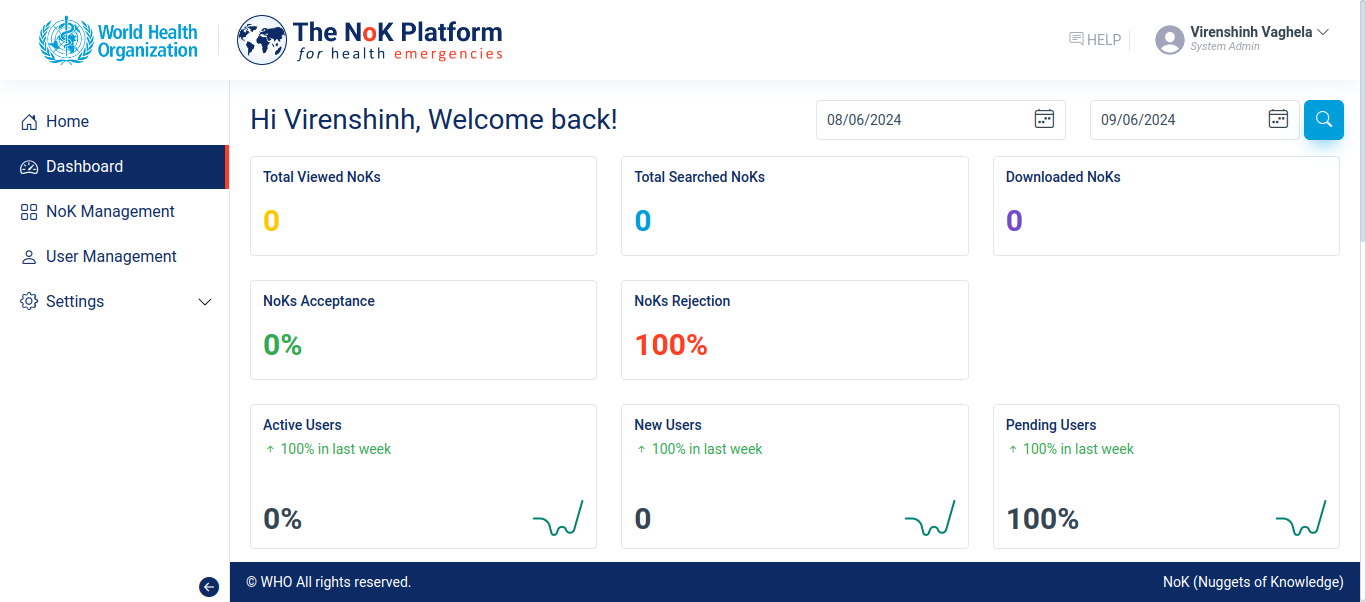 World Health
Organization
The NoK Platform
for health emergencies
HELP
Virenshinh Vaghela
System Admin
Home
Dashboard
NoK Management
User Management
Settings
Hi Virenshinh, Welcome back!
08/06/2024
09/06/2024
Total Viewed NoKs
0
Total Searched NoKs
0
Downloaded NoKs
0
NoKs Acceptance
0%
NoKs Rejection
100%
Active Users
↑ 100% in last week
0%
New Users
↑ 100% in last week
0
Pending Users
↑ 100% in last week
100%
© WHO All rights reserved.
NoK (Nuggets of Knowledge)